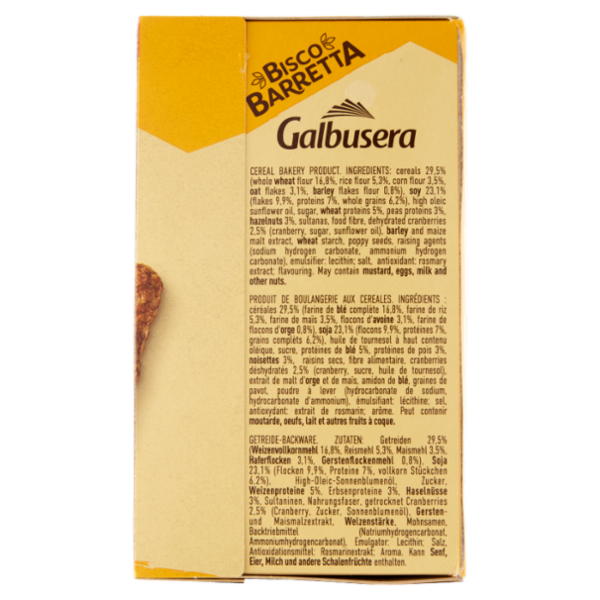 BISCO
BARRETTA
Galbusera
CEREAL BAKERY PRODUCT. INGREDIENTS: cereals 29,5%
(whole wheat flour 16,8%, rice flour 5,3%, corn flour 3,5%,
oat flakes 3,1%, barley flakes flour 0,8%), soy 23,1%
(flakes 9,9%, proteins 7%, whole grains 6,2%), high oleic
sunflower oil, sugar, wheat proteins 5%, peas proteins 3%,
hazelnuts 3%, sultanas, food fibre, dehydrated cranberries
2,5% (cranberry, sugar, sunflower oil), barley and maize
malt extract, wheat starch, poppy seeds, raising agents
(sodium hydrogen carbonate, ammonium hydrogen
carbonate), emulsifier: lecithin; salt, antioxidant: rosmary
extract; flavouring. May contain mustard, eggs, milk and
other nuts.
PRODUIT DE BOULANGERIE AUX CEREALES. INGRÉDIENTS :
céréales 29,5% (farine de blé complète 16,8%, farine de riz
5,3%, farine de maïs 3,5%, flocons d'avoine 3,1%, farine de
flocons d'orge 0,8%), soja 23,1% (flocons 9,9%, protéines 7%,
grains complèts 6,2%), huile de tournesol à haut contenu
oléique, sucre, protéines de blé 5%, protéines de pois 3%,
noisettes 3%, raisins secs, fibre alimentaire, cranberries
déshydratés 2,5% (cranberry, sucre, huile de tournesol),
extrait de malt d'orge et de maïs, amidon de blé, graines de
pavot, poudre à lever (hydrocarbonate de sodium,
hydrocarbonate d'ammonium), émulsifiant: lécithine; sel,
antioxydant: extrait de rosmarin; arôme. Peut contenir
moutarde, oeufs, lait et autres fruits à coque.
GETREIDE-BACKWARE. ZUTATEN: Getreiden 29,5%
(Weizenvollkornmehl 16,8%, Reismehl 5,3%, Maismehl 3,5%,
Haferflocken 3,1%, Gerstenflockenmehl 0,8%), Soja
23,1% (Flocken 9,9%, Proteine 7%, vollkorn Stückchen
6,2%), High-Oleic-Sonnenblumenöl, Zucker,
Weizenproteine 5%, Erbsenproteine 3%, Haselnüsse
3%, Sultaninen, Nahrungsfaser, getrocknet Cranberries
2,5% (Cranberry, Zucker, Sonnenblumenöl), Gersten-
und Maismalzextrakt, Weizenstärke, Mohnsamen,
Backtriebmittel (Natriumhydrogencarbonat,
Ammoniumhydrogencarbonat), Emulgator: Lecithin; Salz,
Antioxidationsmittel: Rosmarinextrakt; Aroma. Kann Senf,
Eier, Milch und andere Schalenfrüchte enthalten.